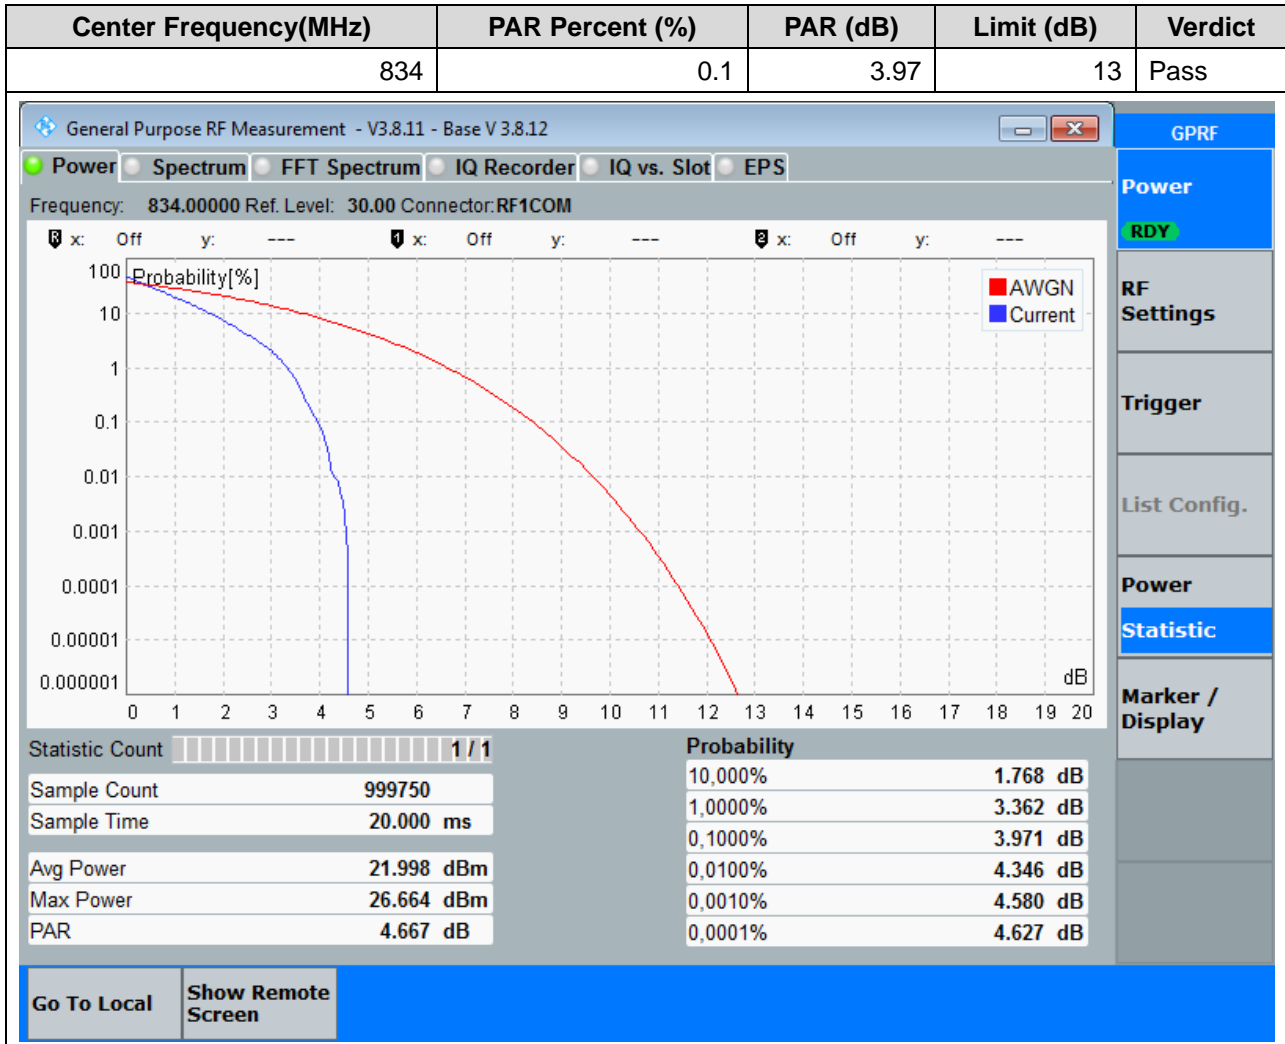 Center Frequency(MHz) PAR Percent (%) PAR (dB) Limit (dB) Verdict
834 0.1 3.97 13 Pass
General Purpose RF Measurement - V3.8.11 - Base V 3.8.12
GPRF
Power Spectrum FFT Spectrum IQ Recorder IQ vs. Slot EPS
Frequency: 834.00000 Ref. Level: 30.00 Connector: RF1COM
R x: Off y: --- 1 x: Off y: --- 2 x: Off y: ---
Probability[%]
100
10
1
0.1
0.01
0.001
0.0001
0.00001
0.000001
AWGN
Current
dB
0 1 2 3 4 5 6 7 8 9 10 11 12 13 14 15 16 17 18 19 20
Statistic Count 1 / 1
Sample Count 999750
Sample Time 20.000 ms
Avg Power 21.998 dBm
Max Power 26.664 dBm
PAR 4.667 dB
Probability
10,000% 1.768 dB
1,0000% 3.362 dB
0,1000% 3.971 dB
0,0100% 4.346 dB
0,0010% 4.580 dB
0,0001% 4.627 dB
Power
RDY
RF
Settings
Trigger
List Config.
Power
Statistic
Marker /
Display
Go To Local
Show Remote
Screen